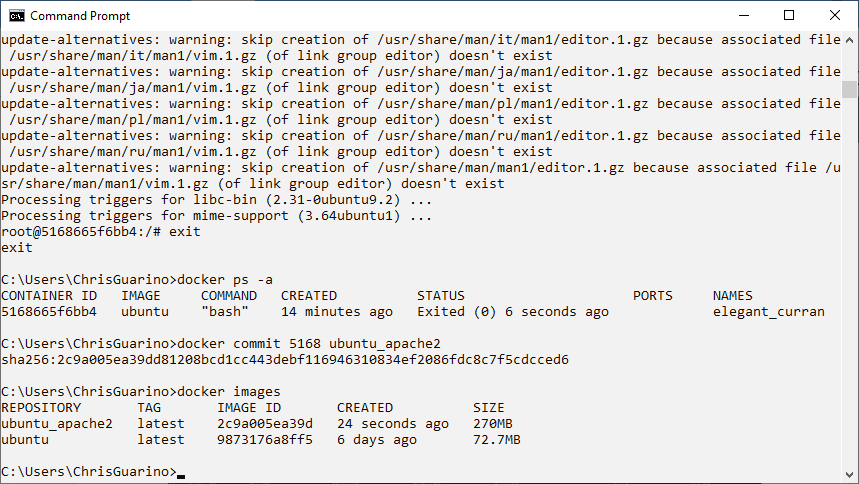 Command Prompt
update-alternatives: warning: skip creation of /usr/share/man/it/man1/editor.1.gz because associated file
/usr/share/man/it/man1/vim.1.gz (of link group editor) doesn't exist
update-alternatives: warning: skip creation of /usr/share/man/ja/man1/editor.1.gz because associated file
/usr/share/man/ja/man1/vim.1.gz (of link group editor) doesn't exist
update-alternatives: warning: skip creation of /usr/share/man/pl/man1/editor.1.gz because associated file
/usr/share/man/pl/man1/vim.1.gz (of link group editor) doesn't exist
update-alternatives: warning: skip creation of /usr/share/man/ru/man1/editor.1.gz because associated file
/usr/share/man/ru/man1/vim.1.gz (of link group editor) doesn't exist
update-alternatives: warning: skip creation of /usr/share/man/man1/editor.1.gz because associated file /u
sr/share/man/man1/vim.1.gz (of link group editor) doesn't exist
Processing triggers for libc-bin (2.31-0ubuntu9.2) ...
Processing triggers for mime-support (3.64ubuntu1) ...
root@5168665f6bb4:/# exit
exit
C:\Users\ChrisGuarino>docker ps -a
CONTAINER ID   IMAGE     COMMAND   CREATED          STATUS                     PORTS     NAMES
5168665f6bb4   ubuntu    "bash"    14 minutes ago   Exited (0) 6 seconds ago             elegant_curran
C:\Users\ChrisGuarino>docker commit 5168 ubuntu_apache2
sha256:2c9a005ea39dd81208bcd1cc443debf116946310834ef2086fdc8c7f5cdcced6
C:\Users\ChrisGuarino>docker images
REPOSITORY       TAG       IMAGE ID       CREATED          SIZE
ubuntu_apache2   latest    2c9a005ea39d   24 seconds ago   270MB
ubuntu           latest    9873176a8ff5   6 days ago       72.7MB
C:\Users\ChrisGuarino>